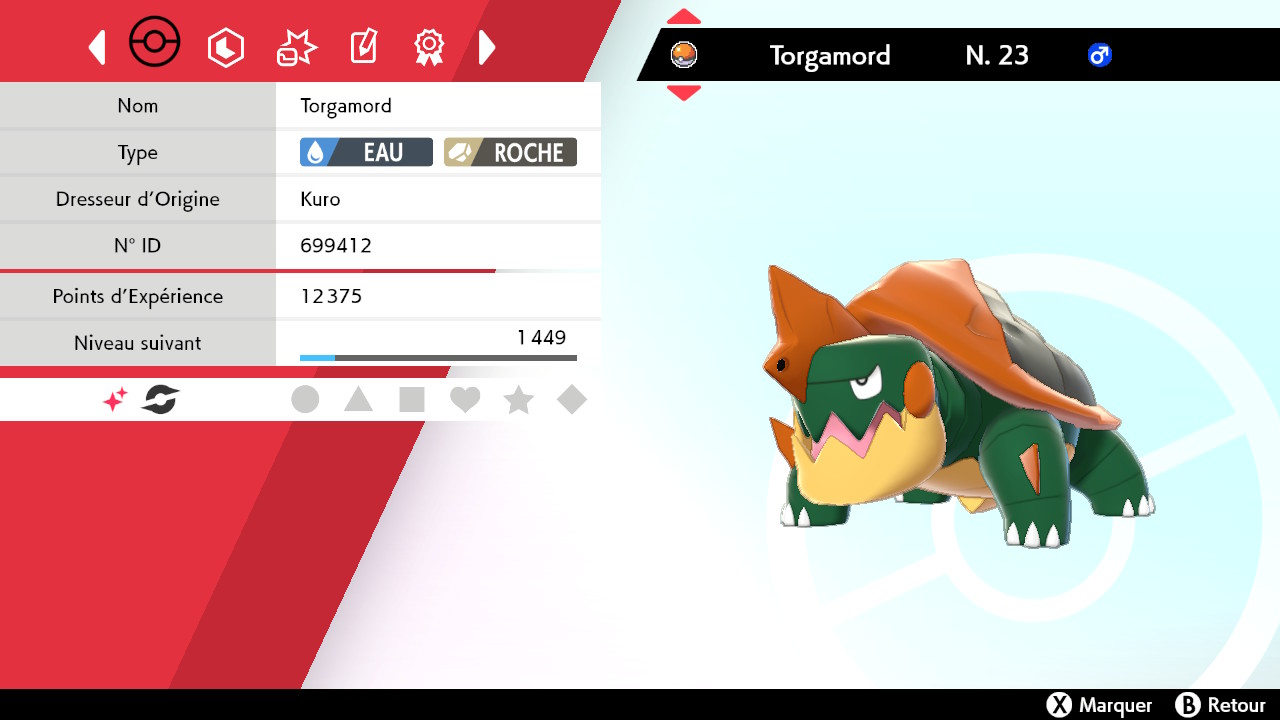 Torgamord N. 23
Nom Torgamord
Type EAU ROCHE
Dresseur d'Origine Kuro
N° ID 699412
Points d'Expérience 12 375
Niveau suivant 1 449
X Marquer B Retour